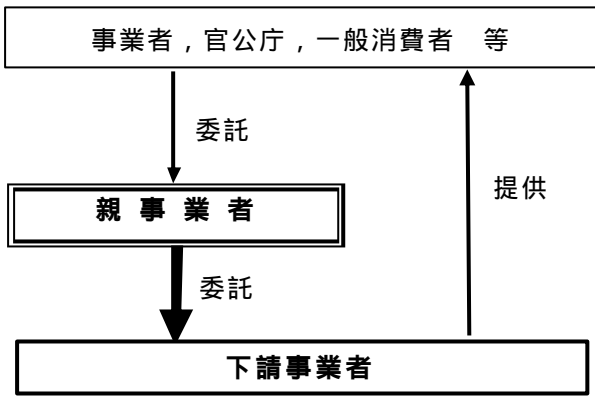 事業者，官公庁，一般消費者　等
委託
提供
親事業者
委託
下請事業者